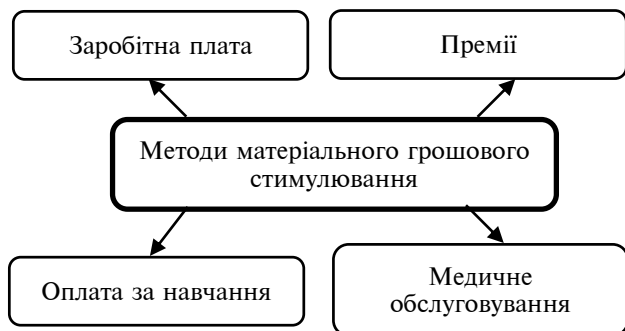 Заробітна плата
Премії
Методи матеріального грошового
стимулювання
Оплата за навчання
Медичне
обслуговування